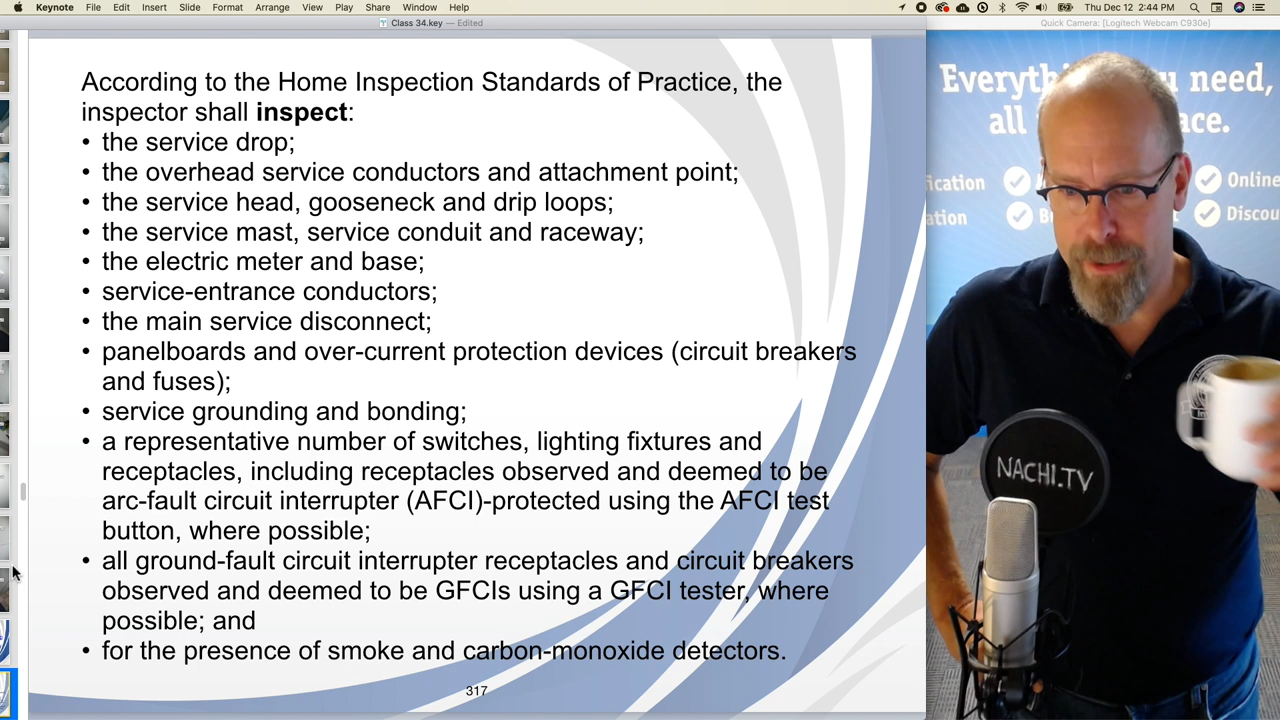 Keynote File Edit Insert Slide Format Arrange View Play Share Window Help Thu Dec 12 2:44 PM
Class 34.key — Edited
Quick Camera: [Logitech Webcam C930e]
According to the Home Inspection Standards of Practice, the
inspector shall inspect:
• the service drop;
• the overhead service conductors and attachment point;
• the service head, gooseneck and drip loops;
• the service mast, service conduit and raceway;
• the electric meter and base;
• service-entrance conductors;
• the main service disconnect;
• panelboards and over-current protection devices (circuit breakers
and fuses);
• service grounding and bonding;
• a representative number of switches, lighting fixtures and
receptacles, including receptacles observed and deemed to be
arc-fault circuit interrupter (AFCI)-protected using the AFCI test
button, where possible;
• all ground-fault circuit interrupter receptacles and circuit breakers
observed and deemed to be GFCIs using a GFCI tester, where
possible; and
• for the presence of smoke and carbon-monoxide detectors.
317
need,
all
Online
NACHI.TV